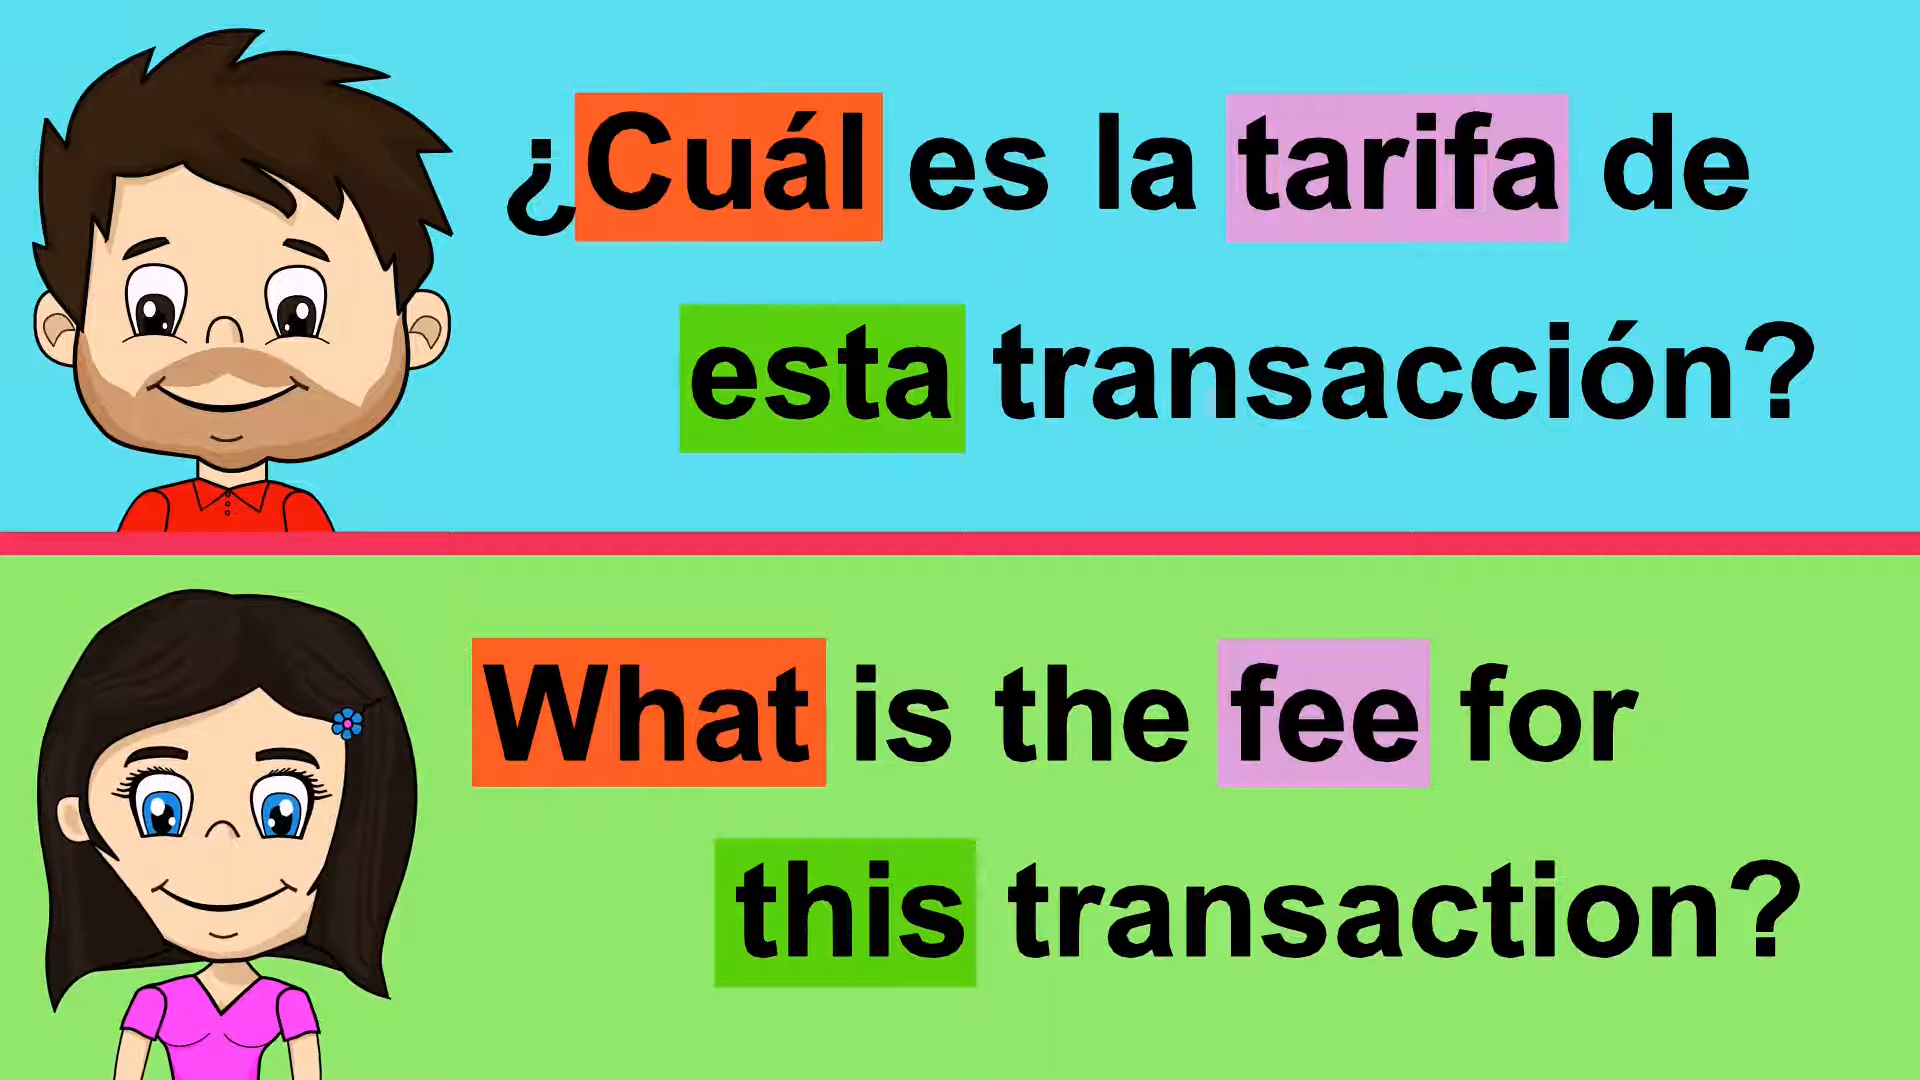 ¿Cuál es la tarifa de
esta transacción?
What is the fee for
this transaction?